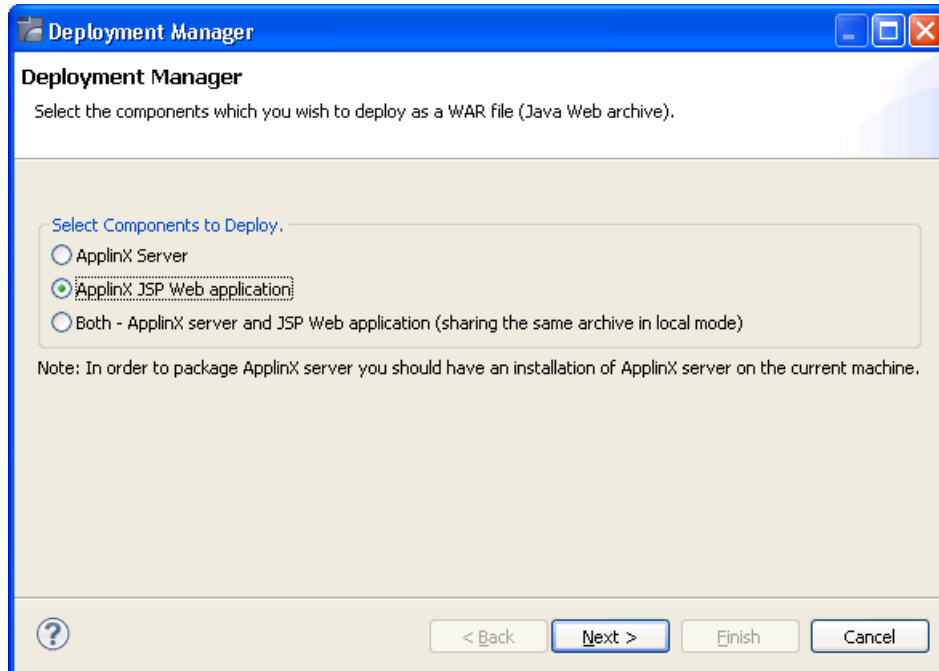 Deployment Manager
Deployment Manager
Select the components which you wish to deploy as a WAR file (Java Web archive).
Select Components to Deploy.
ApplinX Server
ApplinX JSP Web application
Both - ApplinX server and JSP Web application (sharing the same archive in local mode)
Note: In order to package ApplinX server you should have an installation of ApplinX server on the current machine.
? < Back Next > Finish Cancel